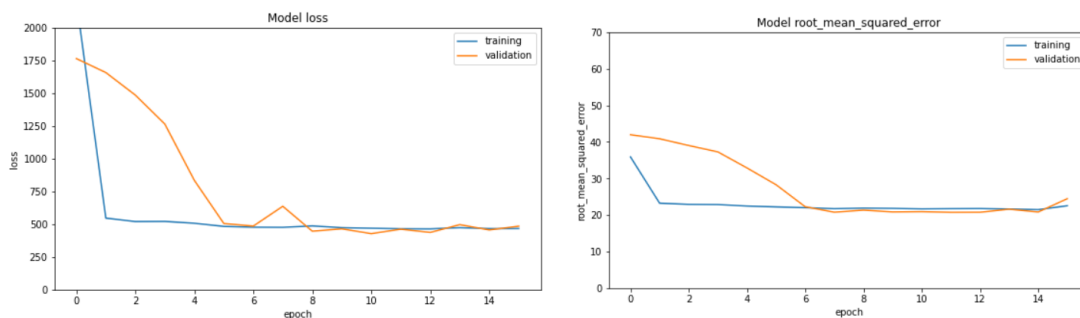 Model loss
2000
1750
1500
1250
1000
750
500
250
0
loss
0 2 4 6 8 10 12 14
epoch
training
validation
Model root_mean_squared_error
70
60
50
40
30
20
10
0
root_mean_squared_error
0 2 4 6 8 10 12 14
epoch
training
validation